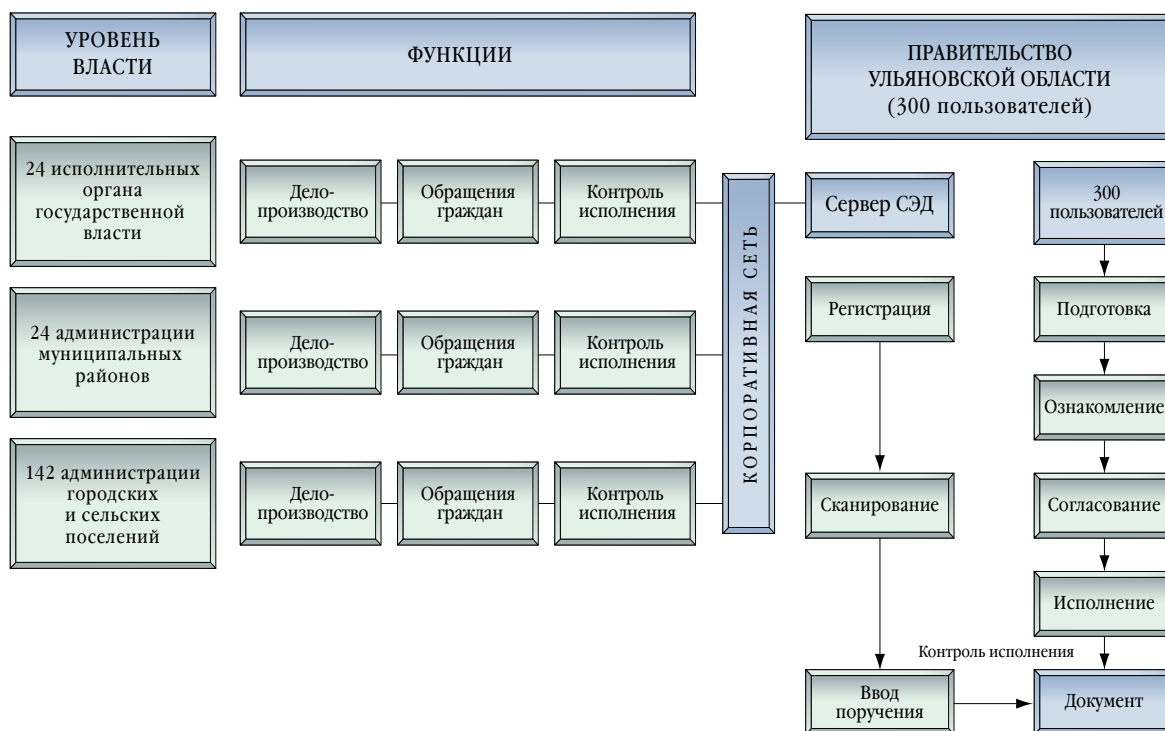 УРОВЕНЬ
ВЛАСТИ
ФУНКЦИИ
ПРАВИТЕЛЬСТВО
УЛЬЯНОВСКОЙ ОБЛАСТИ
(300 пользователей)
24 исполнительных
органа
государственной
власти
Дело-
производство
Обращения
граждан
Контроль
исполнения
24 администрации
муниципальных
районов
Дело-
производство
Обращения
граждан
Контроль
исполнения
142 администрации
городских
и сельских
поселений
Дело-
производство
Обращения
граждан
Контроль
исполнения
КОРПОРАТИВНАЯ СЕТЬ
Сервер СЭД
Регистрация
Сканирование
Ввод
поручения
300
пользователей
Подготовка
Ознакомление
Согласование
Исполнение
Контроль исполнения
Документ